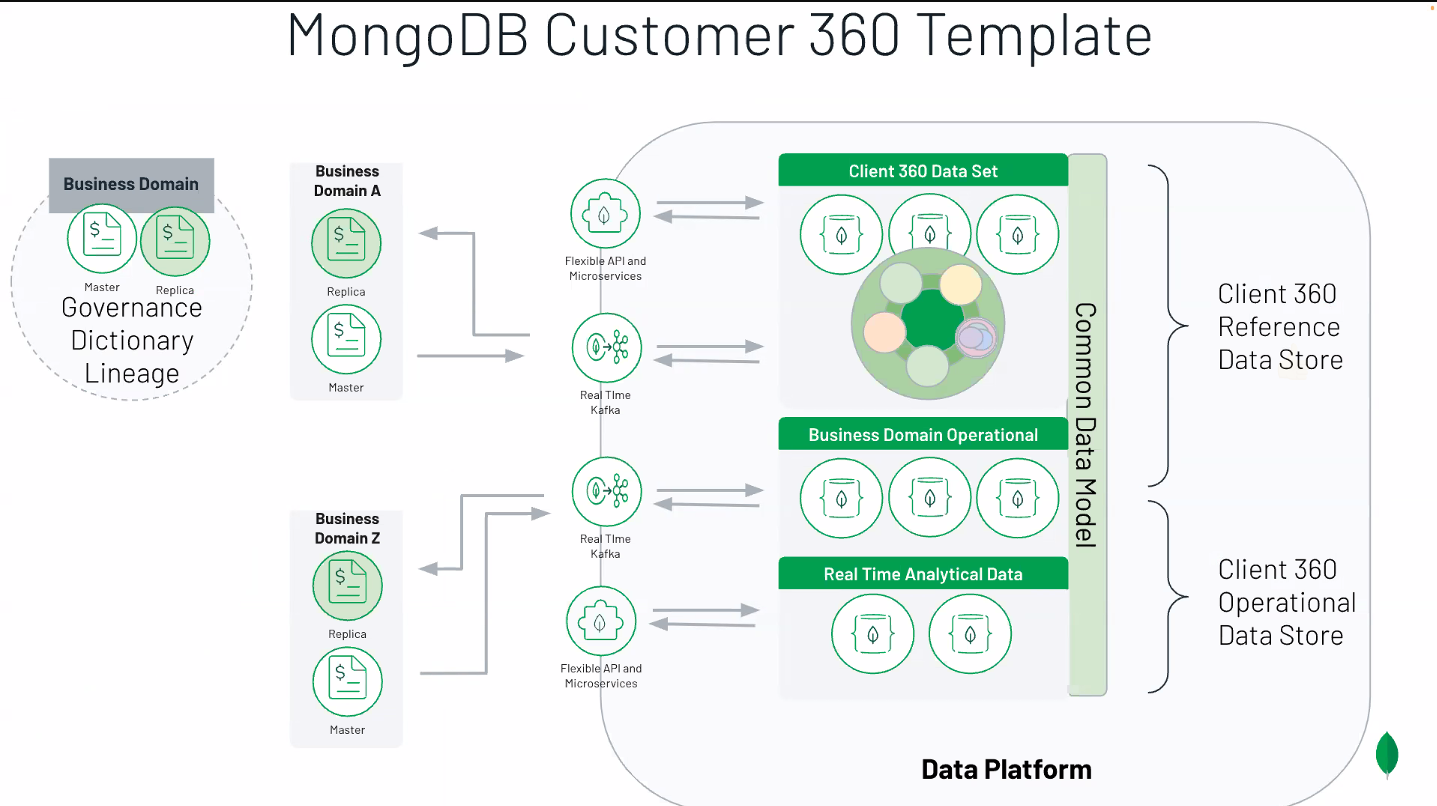 MongoDB Customer 360 Template
Business Domain
Master
Replica
Governance
Dictionary
Lineage
Business
Domain A
Replica
Master
Business
Domain Z
Replica
Master
Flexible API and
Microservices
Real TIme
Kafka
Real TIme
Kafka
Flexible API and
Microservices
Client 360 Data Set
Business Domain Operational
Real Time Analytical Data
Common Data Model
Client 360
Reference
Data Store
Client 360
Operational
Data Store
Data Platform